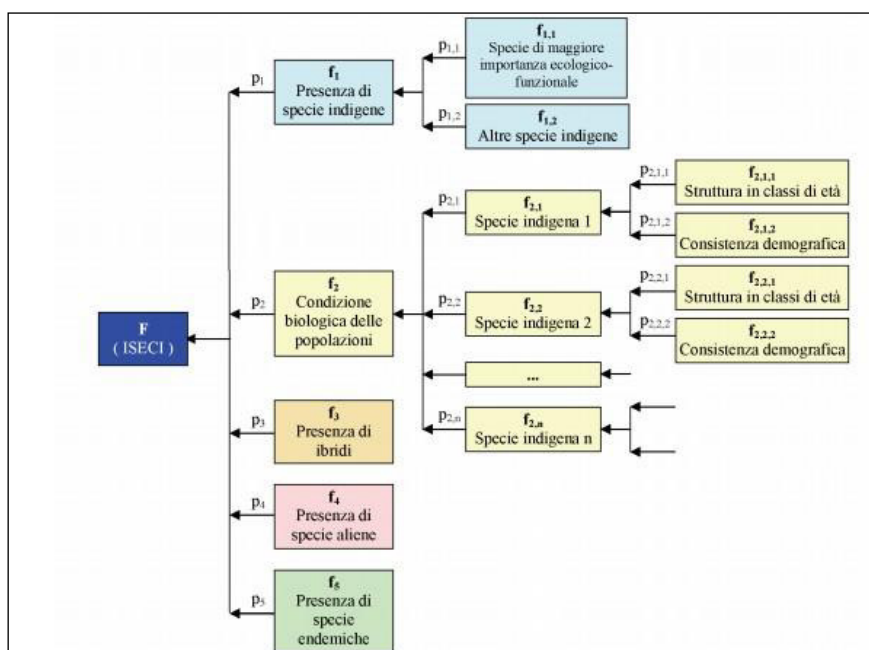 F
( ISECI )
p1
f1
Presenza di
specie indigene
p1,1
f1,1
Specie di maggiore
importanza ecologico-
funzionale
p1,2
f1,2
Altre specie indigene
p2
f2
Condizione
biologica delle
popolazioni
p2,1
f2,1
Specie indigena 1
p2,1,1
f2,1,1
Struttura in classi di età
p2,1,2
f2,1,2
Consistenza demografica
p2,2
f2,2
Specie indigena 2
p2,2,1
f2,2,1
Struttura in classi di età
p2,2,2
f2,2,2
Consistenza demografica
...
p2,n
f2,n
Specie indigena n
p3
f3
Presenza di
ibridi
p4
f4
Presenza di
specie aliene
p5
f5
Presenza di
specie
endemiche